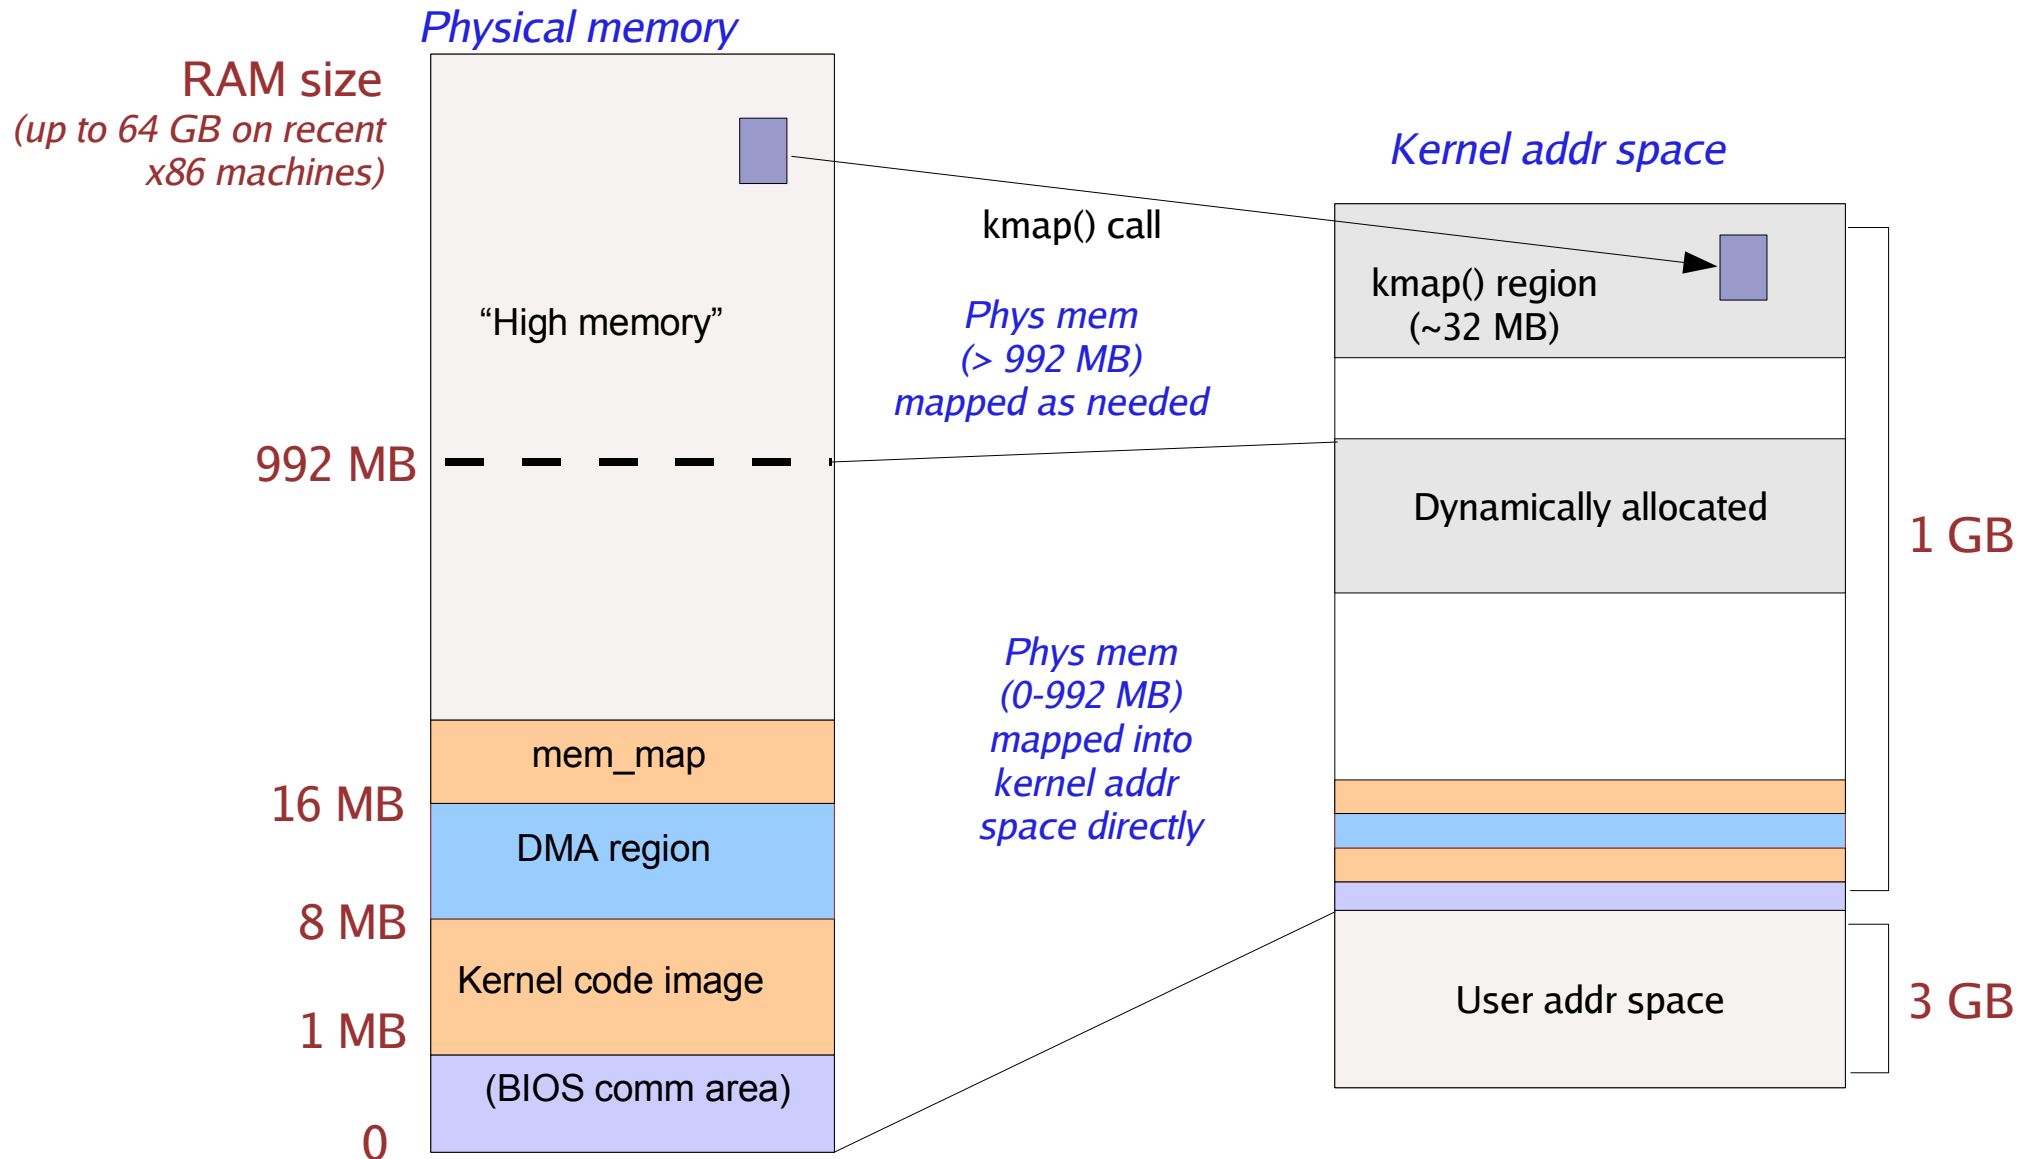 Physical memory
RAM size
(up to 64 GB on recent
x86 machines)
Kernel addr space
kmap() call
kmap() region
(~32 MB)
“High memory”
Phys mem
(> 992 MB)
mapped as needed
992 MB
Dynamically allocated
1 GB
Phys mem
(0-992 MB)
mapped into
kernel addr
space directly
mem_map
16 MB
DMA region
8 MB
Kernel code image
1 MB
User addr space
3 GB
(BIOS comm area)
0